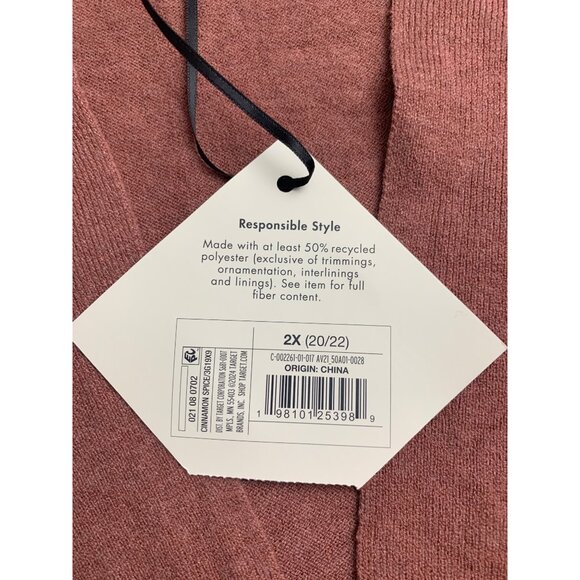 Responsible Style
Made with at least 50% recycled
polyester (exclusive of trimmings,
ornamentation, interlinings
and linings). See item for full
fiber content.
021 08 0702
CINNAMON SPICE/3G19X9
DIST. BY TARGET CORPORATION
MPLS, MN 55403 ©2024 TARGET
BRANDS, INC. SHOP TARGET.COM
2X (20/22)
C-002261-01-017 AV21_50A01-0028
ORIGIN: CHINA
1 98101 25398 9